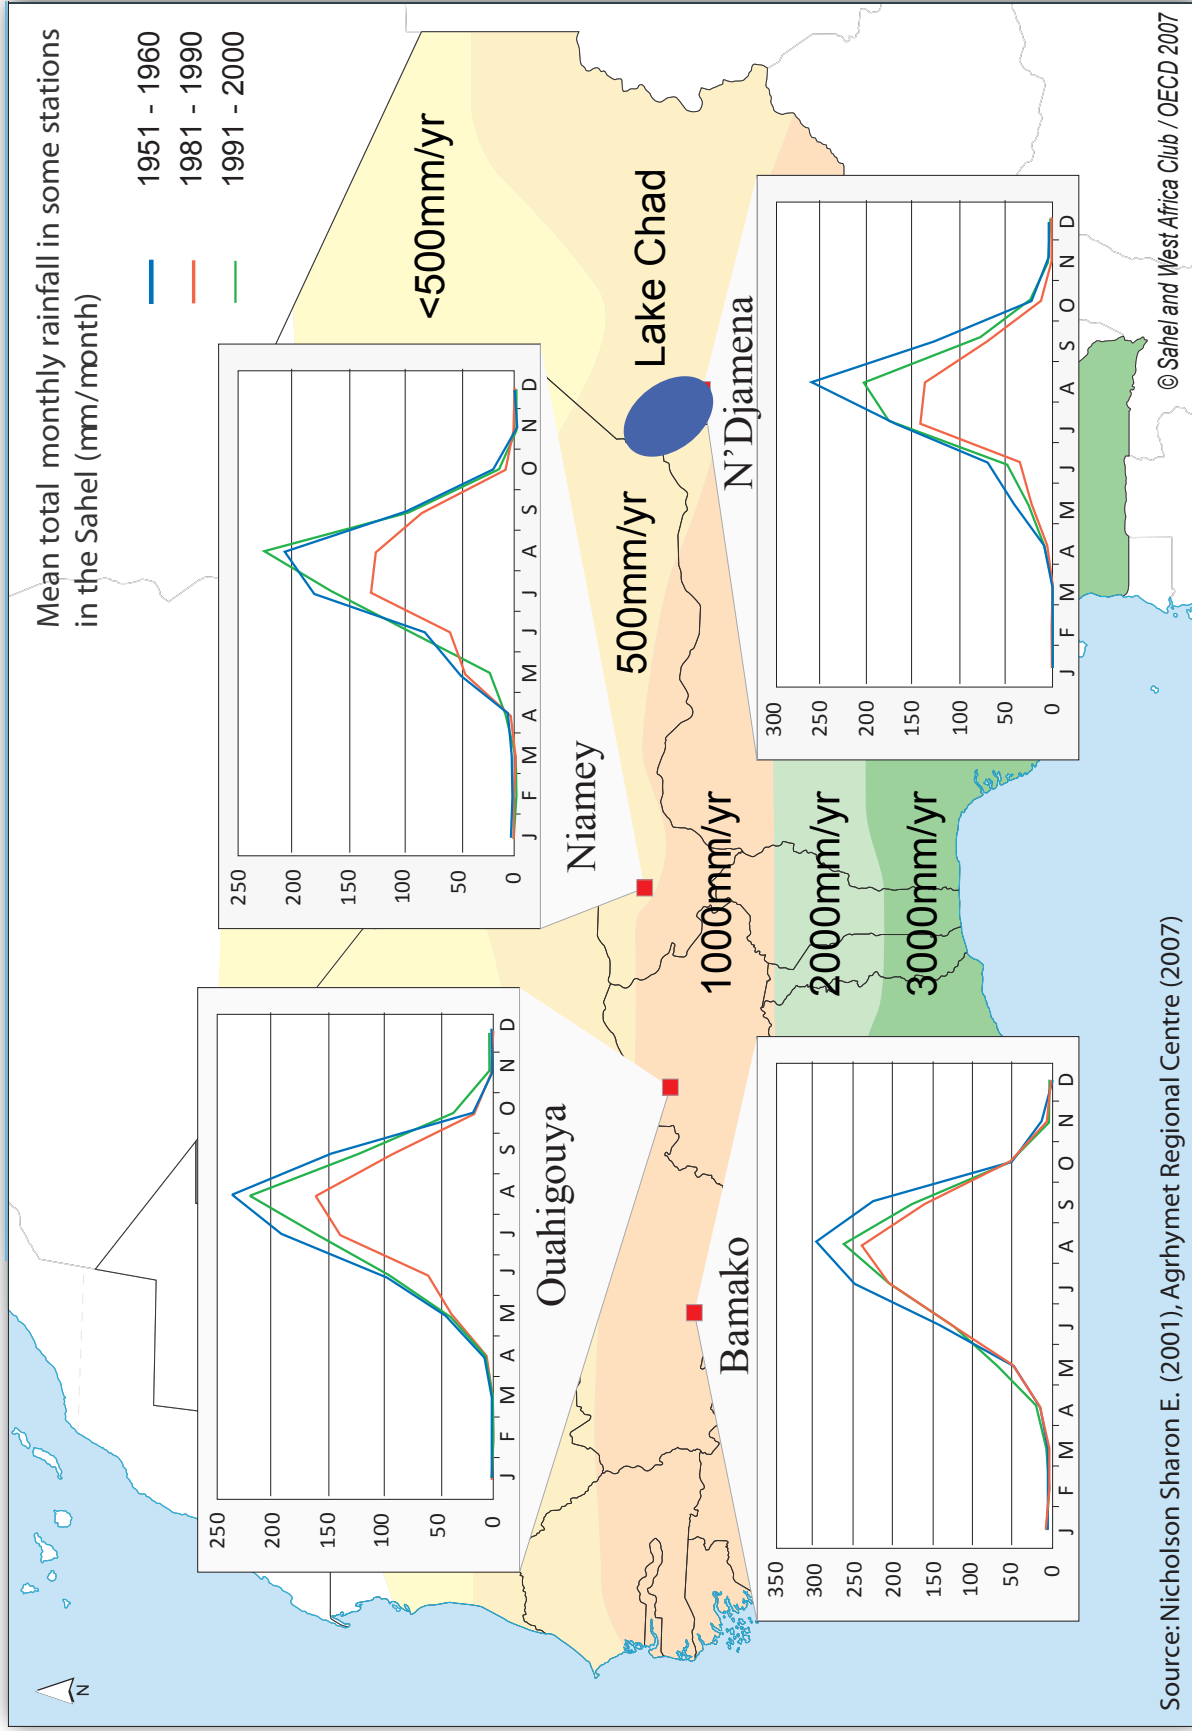 Mean total monthly rainfall in some stations
in the Sahel (mm/month)
1951 - 1960
1981 - 1990
1991 - 2000
N
<500mm/yr
Lake Chad
500mm/yr
1000mm/yr
2000mm/yr
3000mm/yr
Ouahigouya
250
200
150
100
50
0
J F M A M J J A S O N D
Niamey
250
200
150
100
50
0
J F M A M J J A S O N D
Bamako
350
300
250
200
150
100
50
0
J F M A M J J A S O N D
N'Djamena
300
250
200
150
100
50
0
J F M A M J J A S O N D
Source: Nicholson Sharon E. (2001), Agrhymet Regional Centre (2007)
© Sahel and West Africa Club / OECD 2007